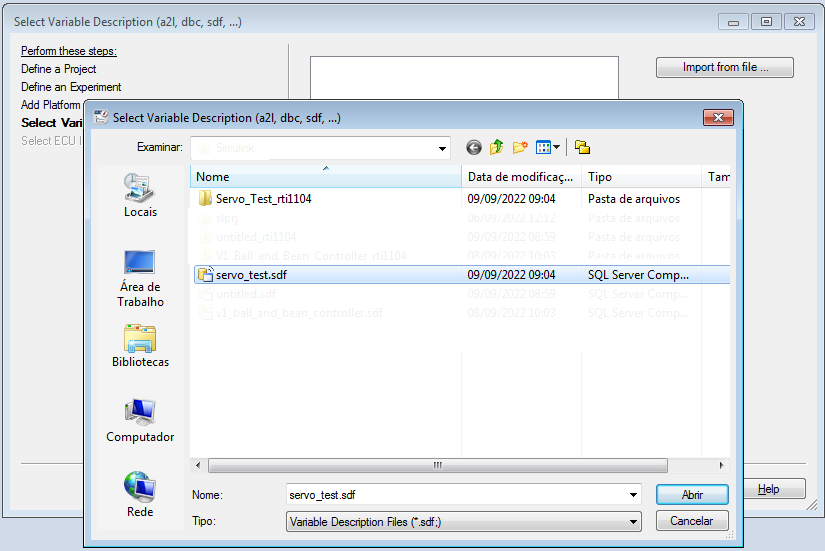 Select Variable Description (a2l, dbc, sdf, ...)
Perform these steps:
Define a Project
Define an Experiment
Add Platform
Select Vari
Select ECU I
Import from file ...
Select Variable Description (a2l, dbc, sdf, ...)
Examinar: Simulink
Nome Data de modificaç... Tipo Tam
Servo_Test_rti1104 09/09/2022 09:04 Pasta de arquivos
slprj 06/09/2022 12:12 Pasta de arquivos
untitled_rti1104 09/09/2022 08:59 Pasta de arquivos
V1_Ball_and_Bean_Controller_rti1104 08/09/2022 10:03 Pasta de arquivos
servo_test.sdf 09/09/2022 09:04 SQL Server Comp...
untitled.sdf 09/09/2022 08:59 SQL Server Comp...
v1_ball_and_bean_controller.sdf 08/09/2022 10:03 SQL Server Comp...
Locais
Área de
Trabalho
Bibliotecas
Computador
Rede
Nome: servo_test.sdf Abrir
Tipo: Variable Description Files (*.sdf;) Cancelar
Help